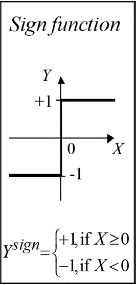 Sign function
Y
+1
0 X
-1
Y^sign = { +1, if X ≥ 0
−1, if X < 0